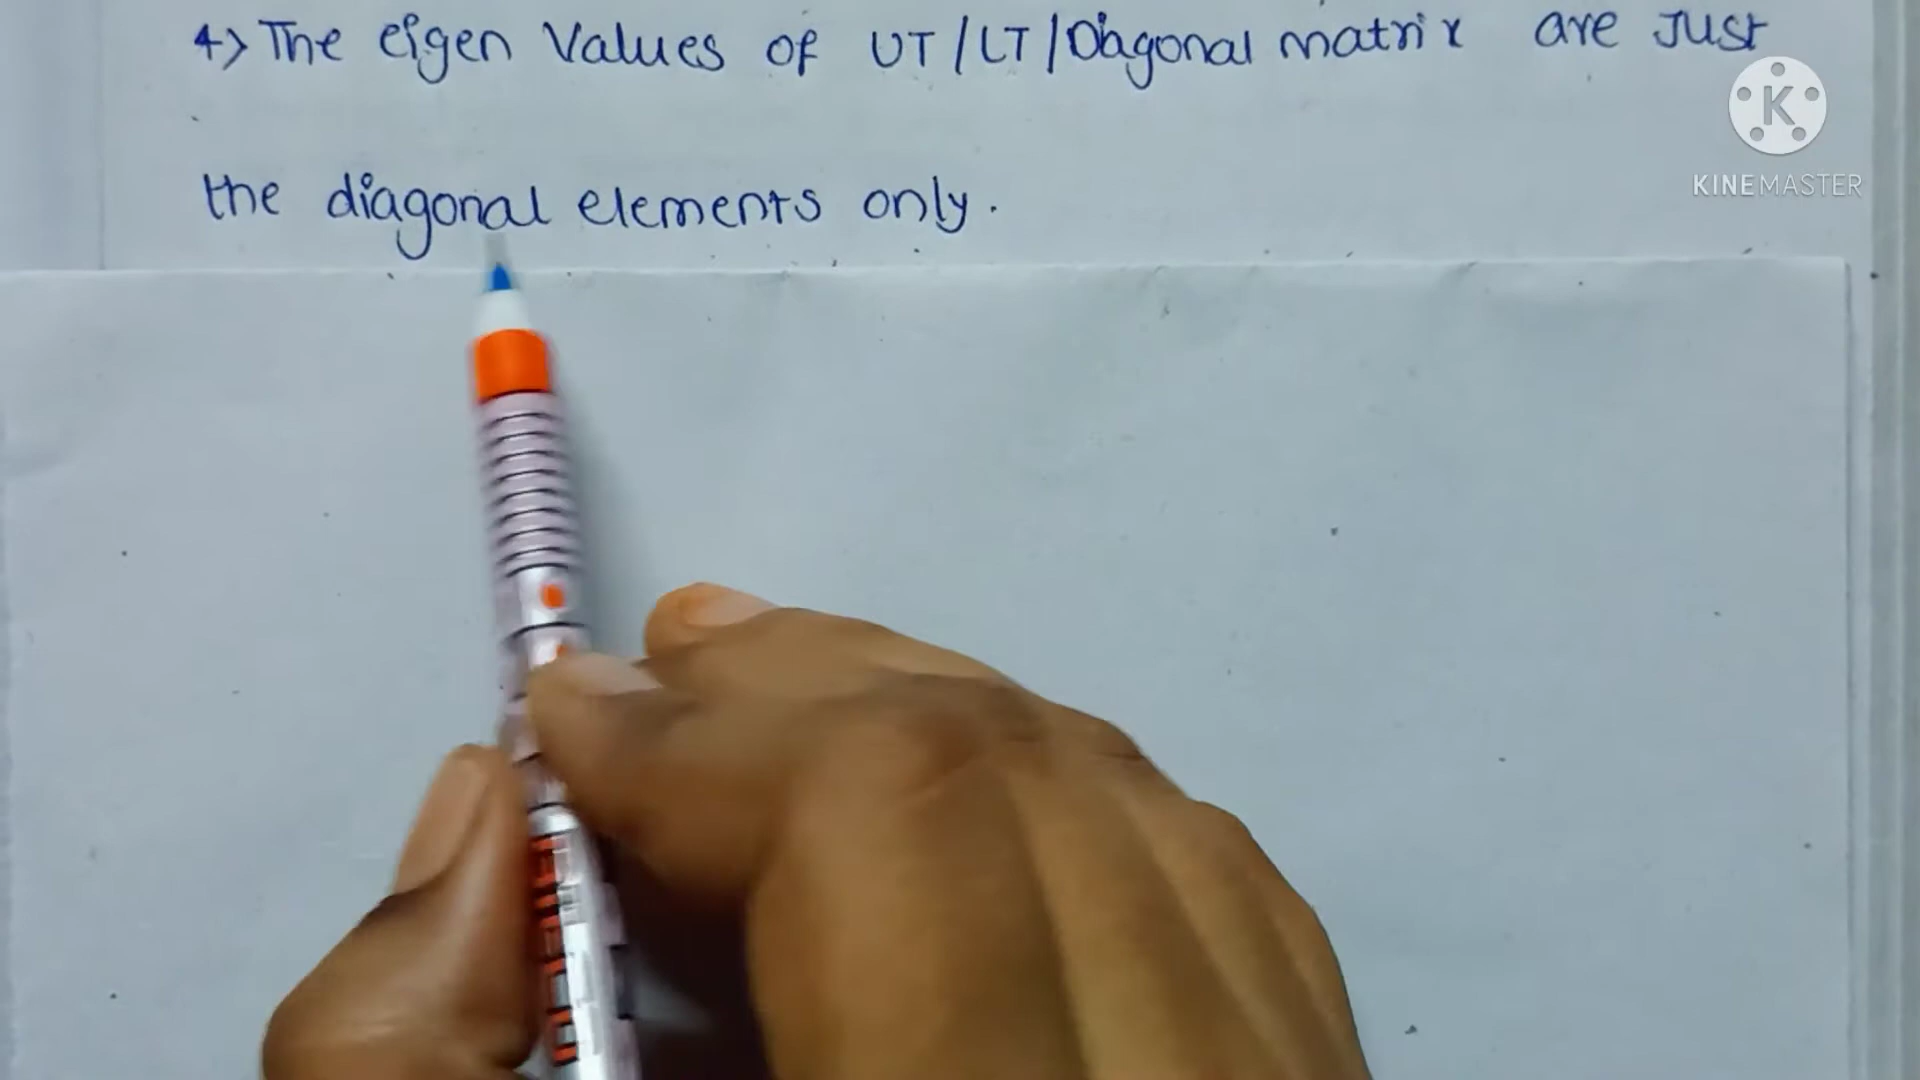 4) The eigen values of UT/LT/Diagonal matrix are Just
K
KINEMASTER
the diagonal elements only.